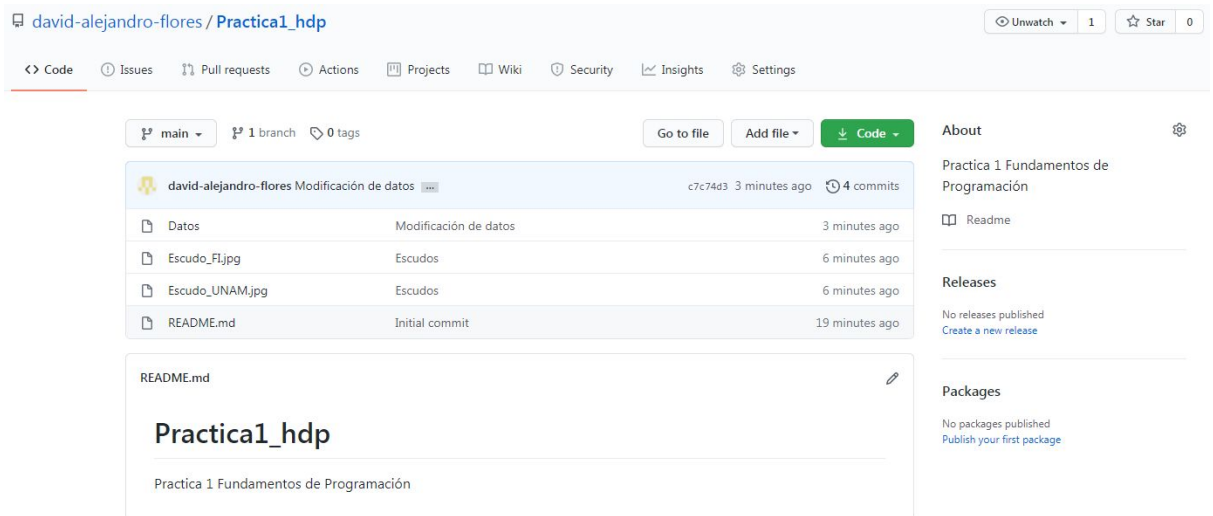 david-alejandro-flores / Practica1_hdp
Unwatch 1 Star 0
Code Issues Pull requests Actions Projects Wiki Security Insights Settings
main 1 branch 0 tags Go to file Add file Code
david-alejandro-flores Modificación de datos ... c7c74d3 3 minutes ago 4 commits
Datos Modificación de datos 3 minutes ago
Escudo_FI.jpg Escudos 6 minutes ago
Escudo_UNAM.jpg Escudos 6 minutes ago
README.md Initial commit 19 minutes ago
README.md
Practica1_hdp
Practica 1 Fundamentos de Programación
About
Practica 1 Fundamentos de
Programación
Readme
Releases
No releases published
Create a new release
Packages
No packages published
Publish your first package